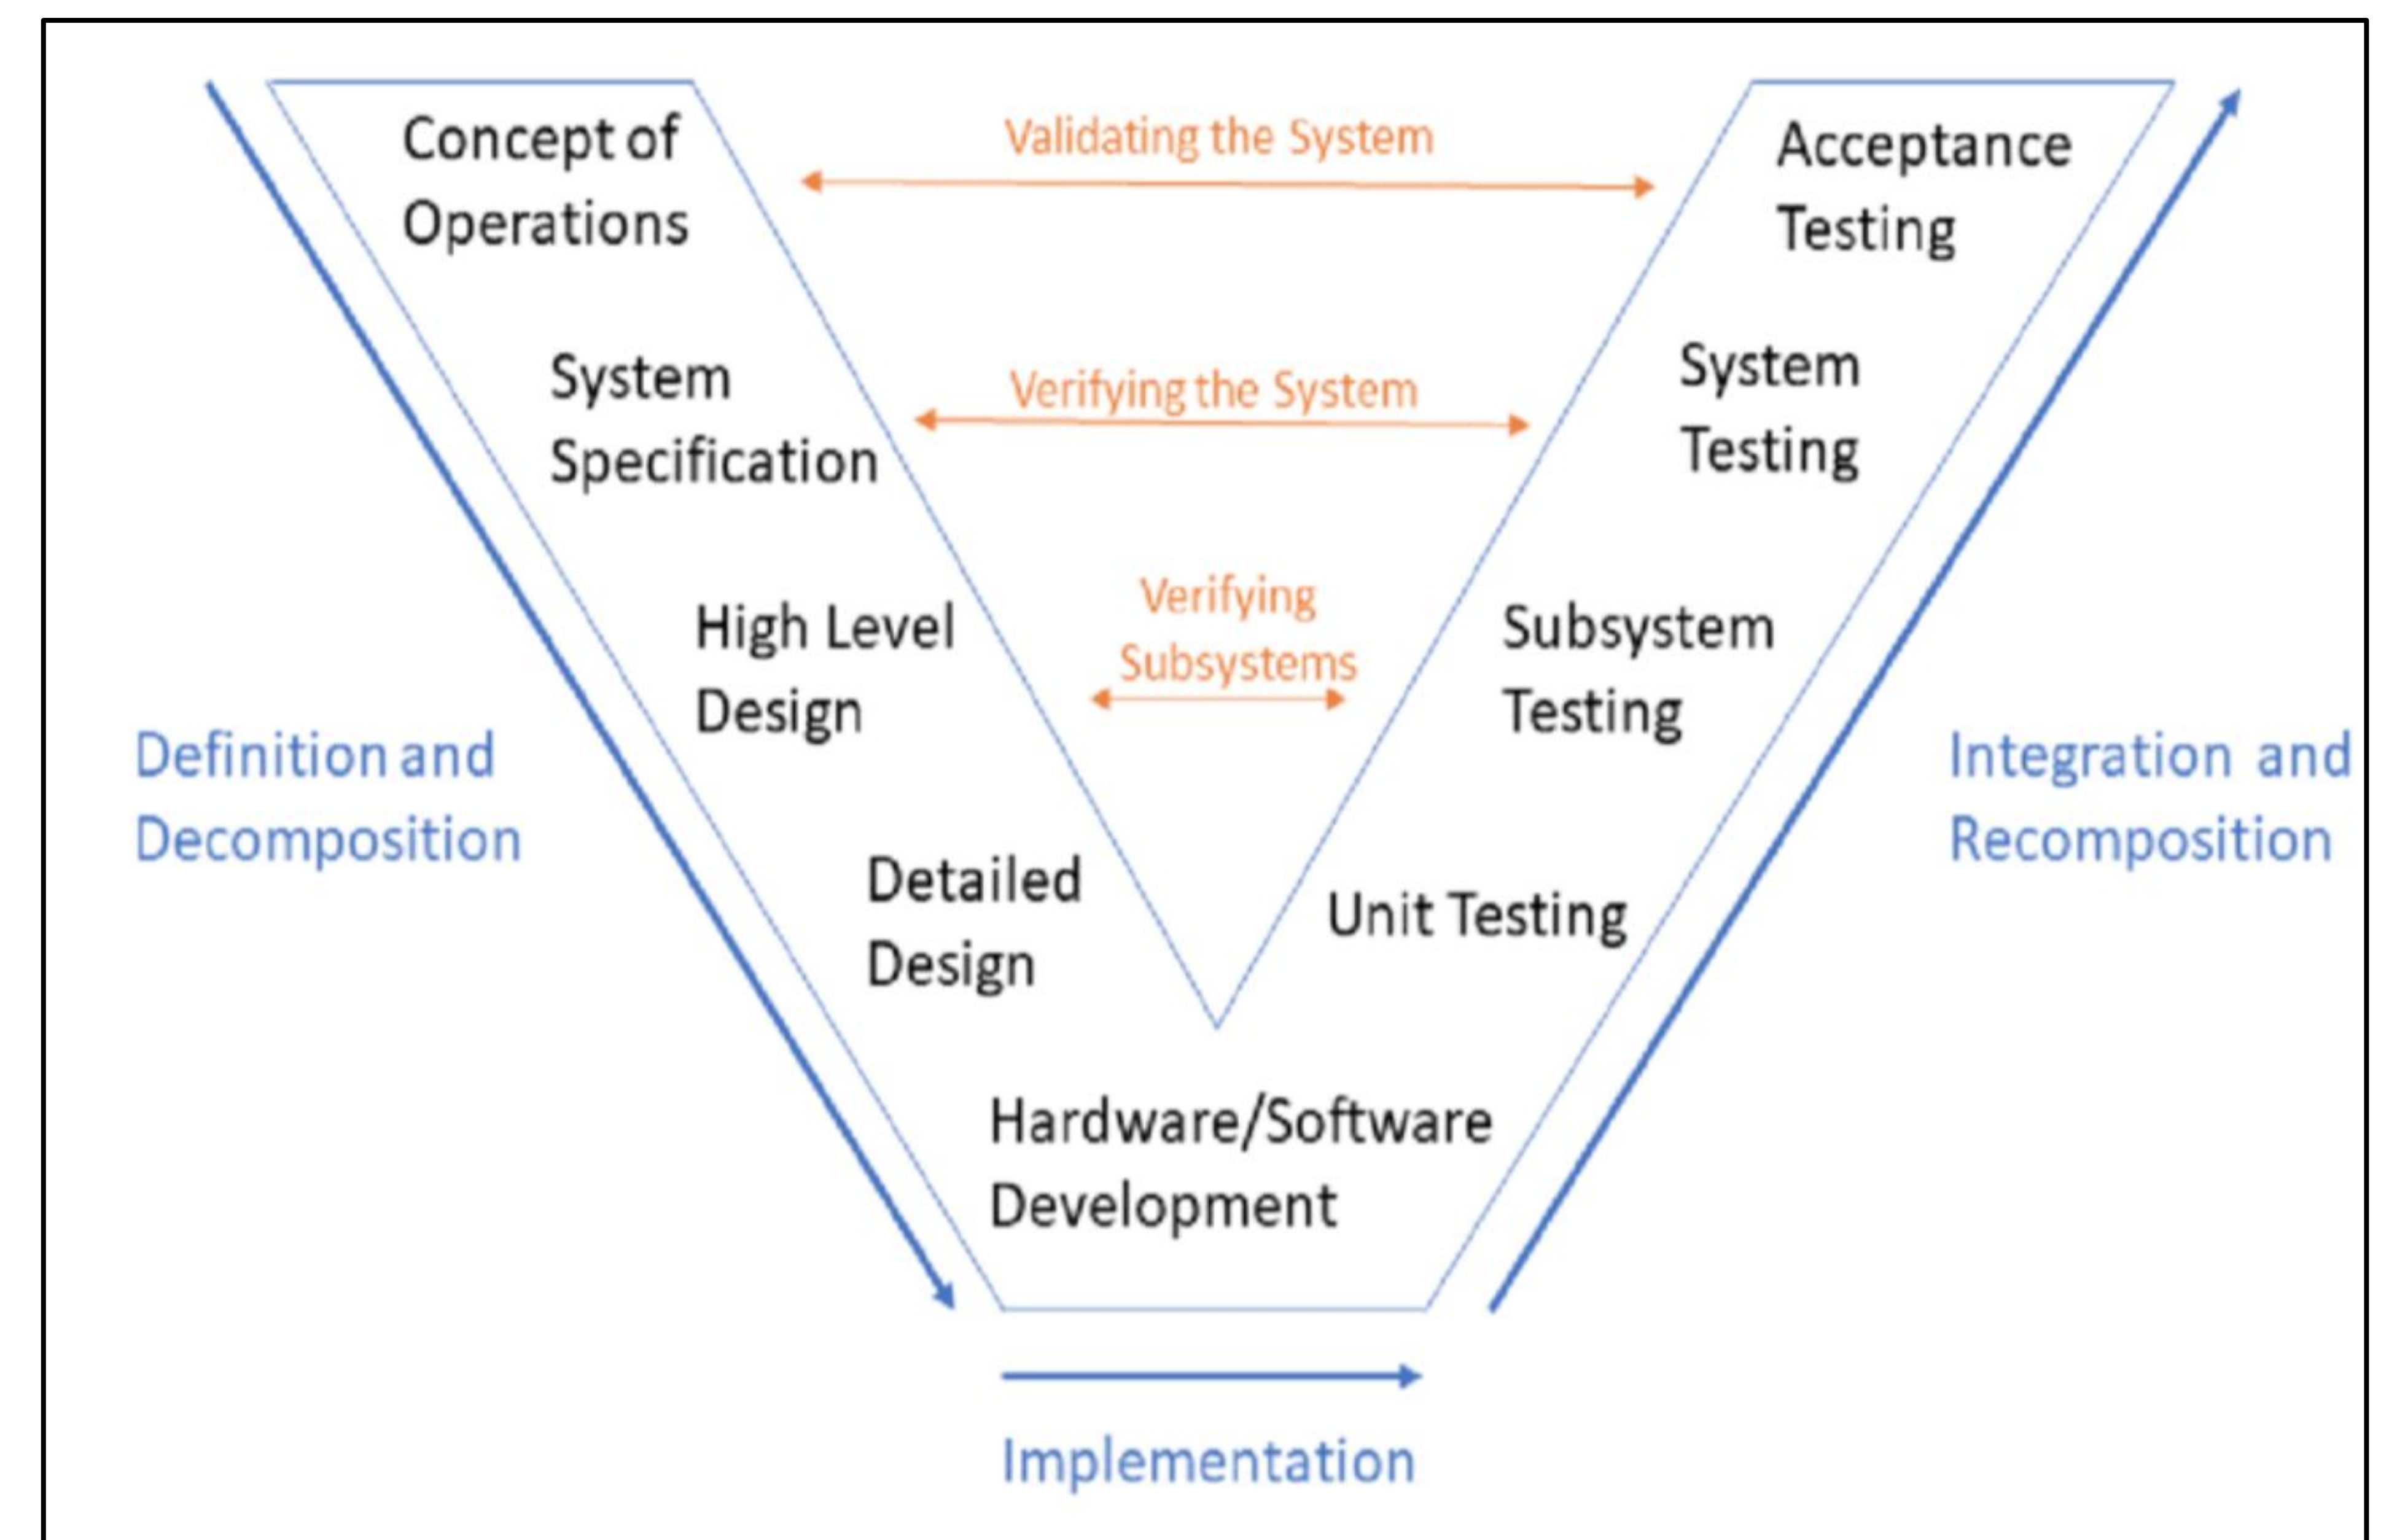 Concept of
Operations
Validating the System
Acceptance
Testing
System
Specification
Verifying the System
System
Testing
High Level
Design
Verifying
Subsystems
Subsystem
Testing
Definition and
Decomposition
Integration and
Recomposition
Detailed
Design
Unit Testing
Hardware/Software
Development
Implementation